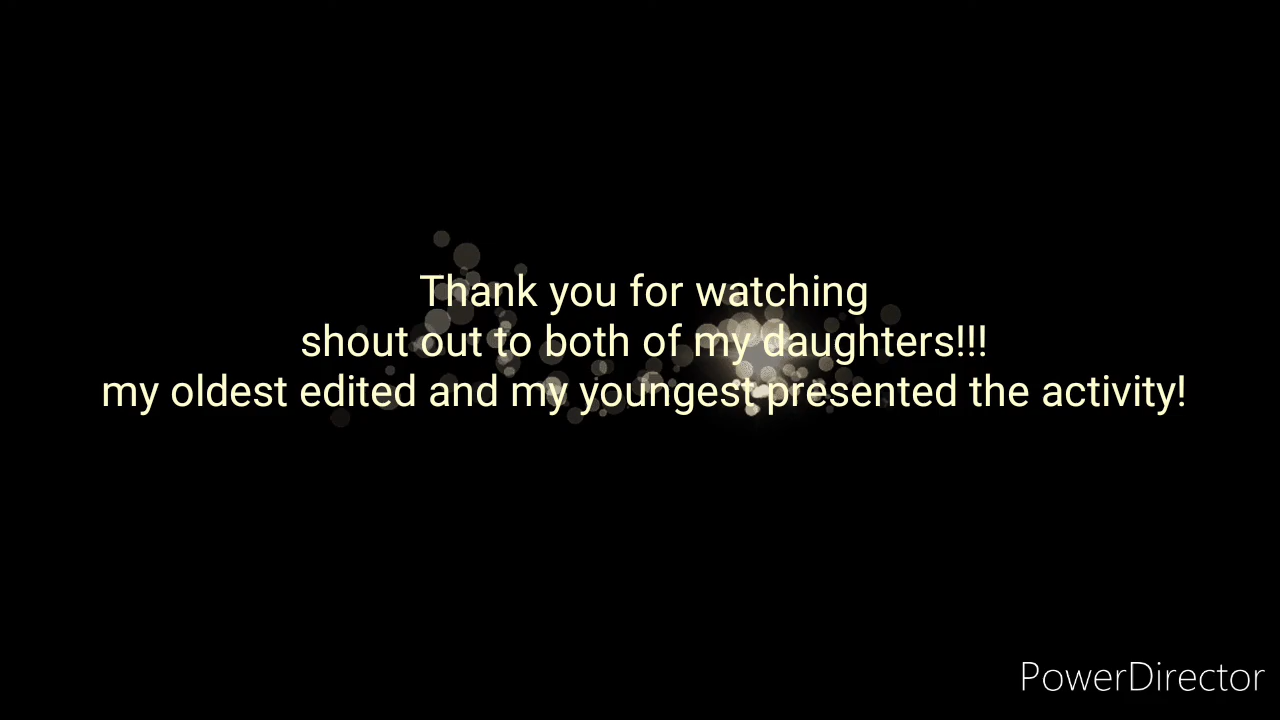 Thank you for watching
shout out to both of my daughters!!!
my oldest edited and my youngest presented the activity!
PowerDirector